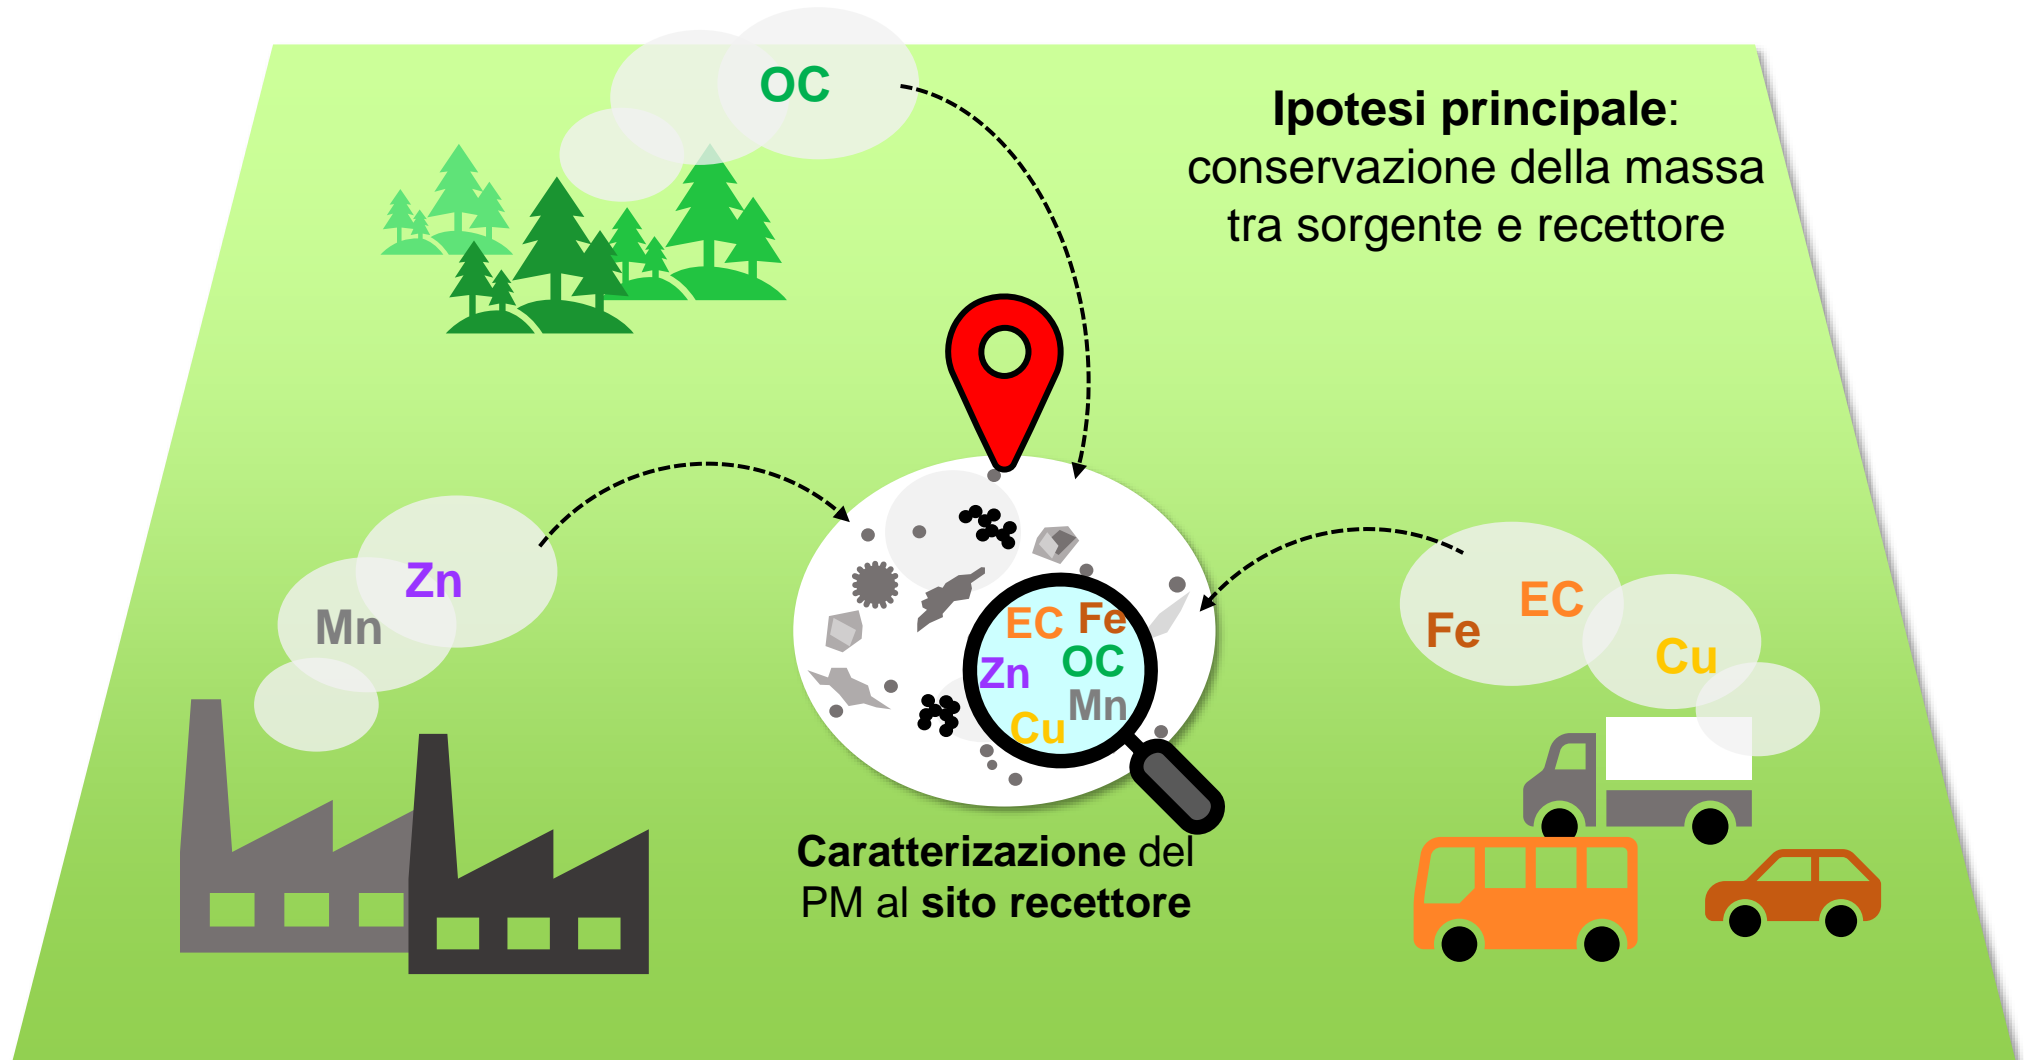 OC
Ipotesi principale:
conservazione della massa
tra sorgente e recettore
Zn
Mn
EC
Fe
Cu
EC Fe
OC
Zn
Mn
Cu
Caratterizazione del
PM al sito recettore